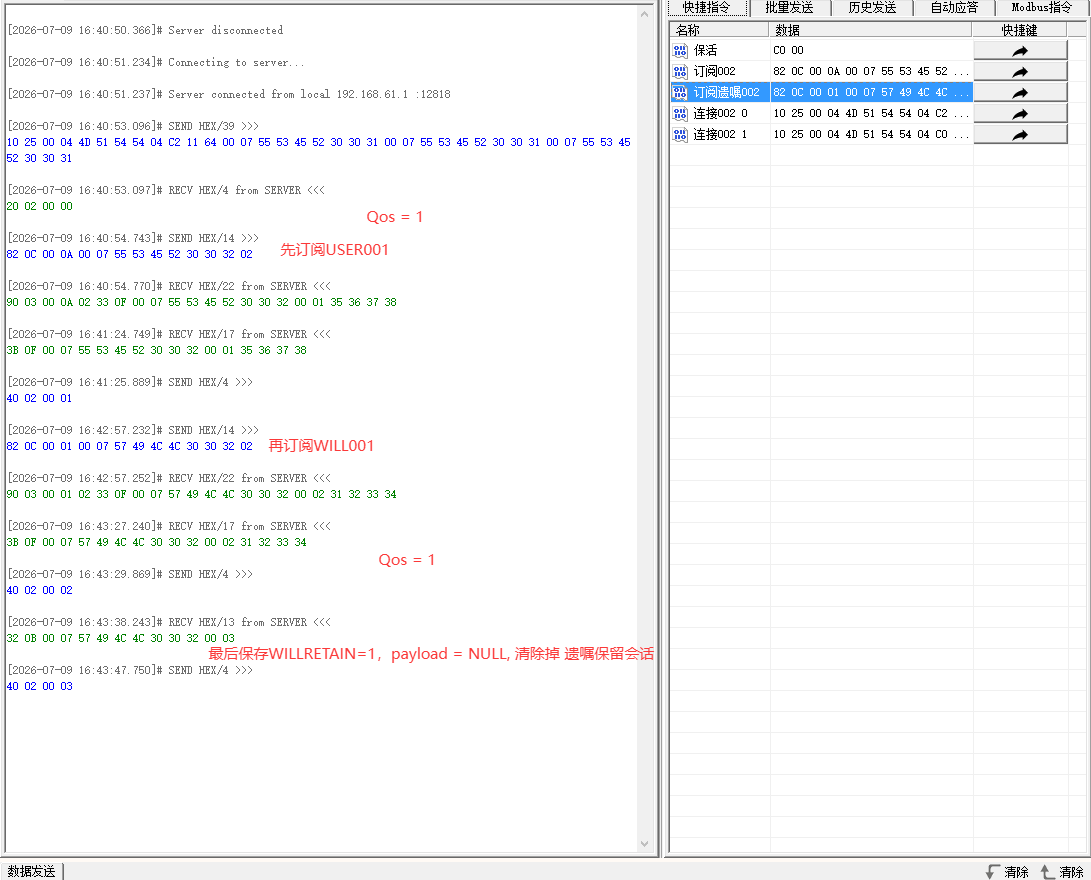 [2026-07-09 16:40:50.366]# Server disconnected
[2026-07-09 16:40:51.234]# Connecting to server...
[2026-07-09 16:40:51.237]# Server connected from local 192.168.61.1 :12818
[2026-07-09 16:40:53.096]# SEND HEX/39 >>>
10 25 00 04 4D 51 54 54 04 C2 11 64 00 07 55 53 45 52 30 30 31 00 07 55 53 45 52 30 30 31 00 07 55 53 45
52 30 30 31
[2026-07-09 16:40:53.097]# RECV HEX/4 from SERVER <<<
20 02 00 00
Qos = 1
[2026-07-09 16:40:54.743]# SEND HEX/14 >>>
82 0C 00 0A 00 07 55 53 45 52 30 30 32 02
先订阅USER001
[2026-07-09 16:40:54.770]# RECV HEX/22 from SERVER <<<
90 03 00 0A 02 33 0F 00 07 55 53 45 52 30 30 32 00 01 35 36 37 38
[2026-07-09 16:41:24.749]# RECV HEX/17 from SERVER <<<
3B 0F 00 07 55 53 45 52 30 30 32 00 01 35 36 37 38
[2026-07-09 16:41:25.889]# SEND HEX/4 >>>
40 02 00 01
[2026-07-09 16:42:57.232]# SEND HEX/14 >>>
82 0C 00 01 00 07 57 49 4C 4C 30 30 32 02
再订阅WILL001
[2026-07-09 16:42:57.252]# RECV HEX/22 from SERVER <<<
90 03 00 01 02 33 0F 00 07 57 49 4C 4C 30 30 32 00 02 31 32 33 34
[2026-07-09 16:43:27.240]# RECV HEX/17 from SERVER <<<
3B 0F 00 07 57 49 4C 4C 30 30 32 00 02 31 32 33 34
Qos = 1
[2026-07-09 16:43:29.869]# SEND HEX/4 >>>
40 02 00 02
[2026-07-09 16:43:38.243]# RECV HEX/13 from SERVER <<<
32 0B 00 07 57 49 4C 4C 30 30 32 00 03
最后保存WILLRETAIN=1，payload = NULL, 清除掉 遗嘱保留会话
[2026-07-09 16:43:47.750]# SEND HEX/4 >>>
40 02 00 03
数据发送
快捷指令 批量发送 历史发送 自动应答 Modbus指令
名称 数据 快捷键
保活 C0 00
订阅002 82 0C 00 0A 00 07 55 53 45 52 ...
订阅遗嘱002 82 0C 00 01 00 07 57 49 4C 4C ...
连接002 0 10 25 00 04 4D 51 54 54 04 C2 ...
连接002 1 10 25 00 04 4D 51 54 54 04 C0 ...
清除 清除